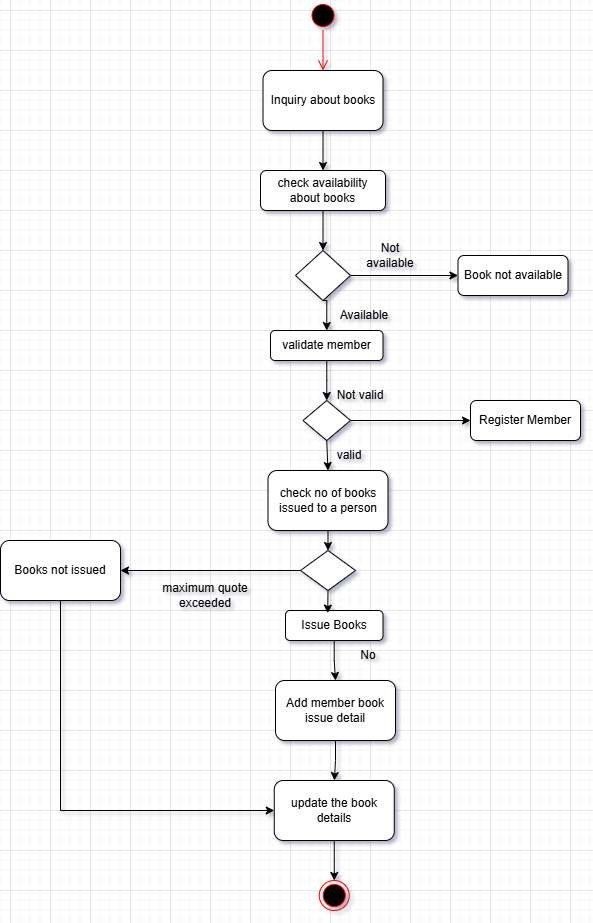 Inquiry about books
check availability
about books
Not
available
Book not available
Available
validate member
Not valid
Register Member
valid
check no of books
issued to a person
Books not issued
maximum quote
exceeded
Issue Books
No
Add member book
issue detail
update the book
details